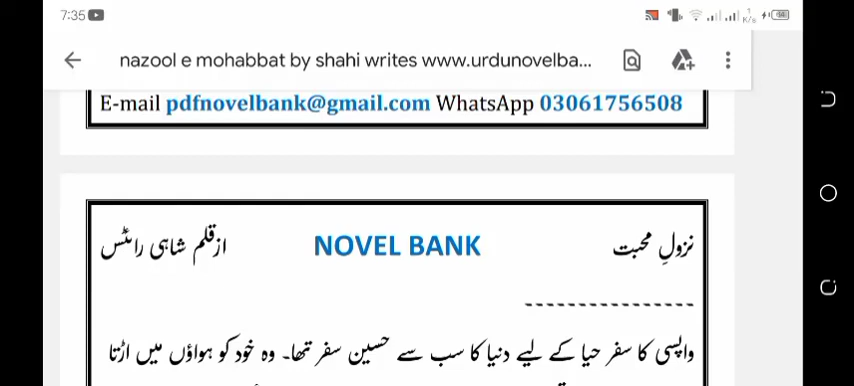 7:35
1 K/s
nazool e mohabbat by shahi writes www.urdunovelba...
E-mail pdfnovelbank@gmail.com WhatsApp 03061756508
نزولِ محبت NOVEL BANK ازقلم شاہی رائٹس
----------------
واپسی کا سفر حیا کے لیے دنیا کا سب سے حسین سفر تھا۔ وہ خود کو ہواؤں میں اڑتا